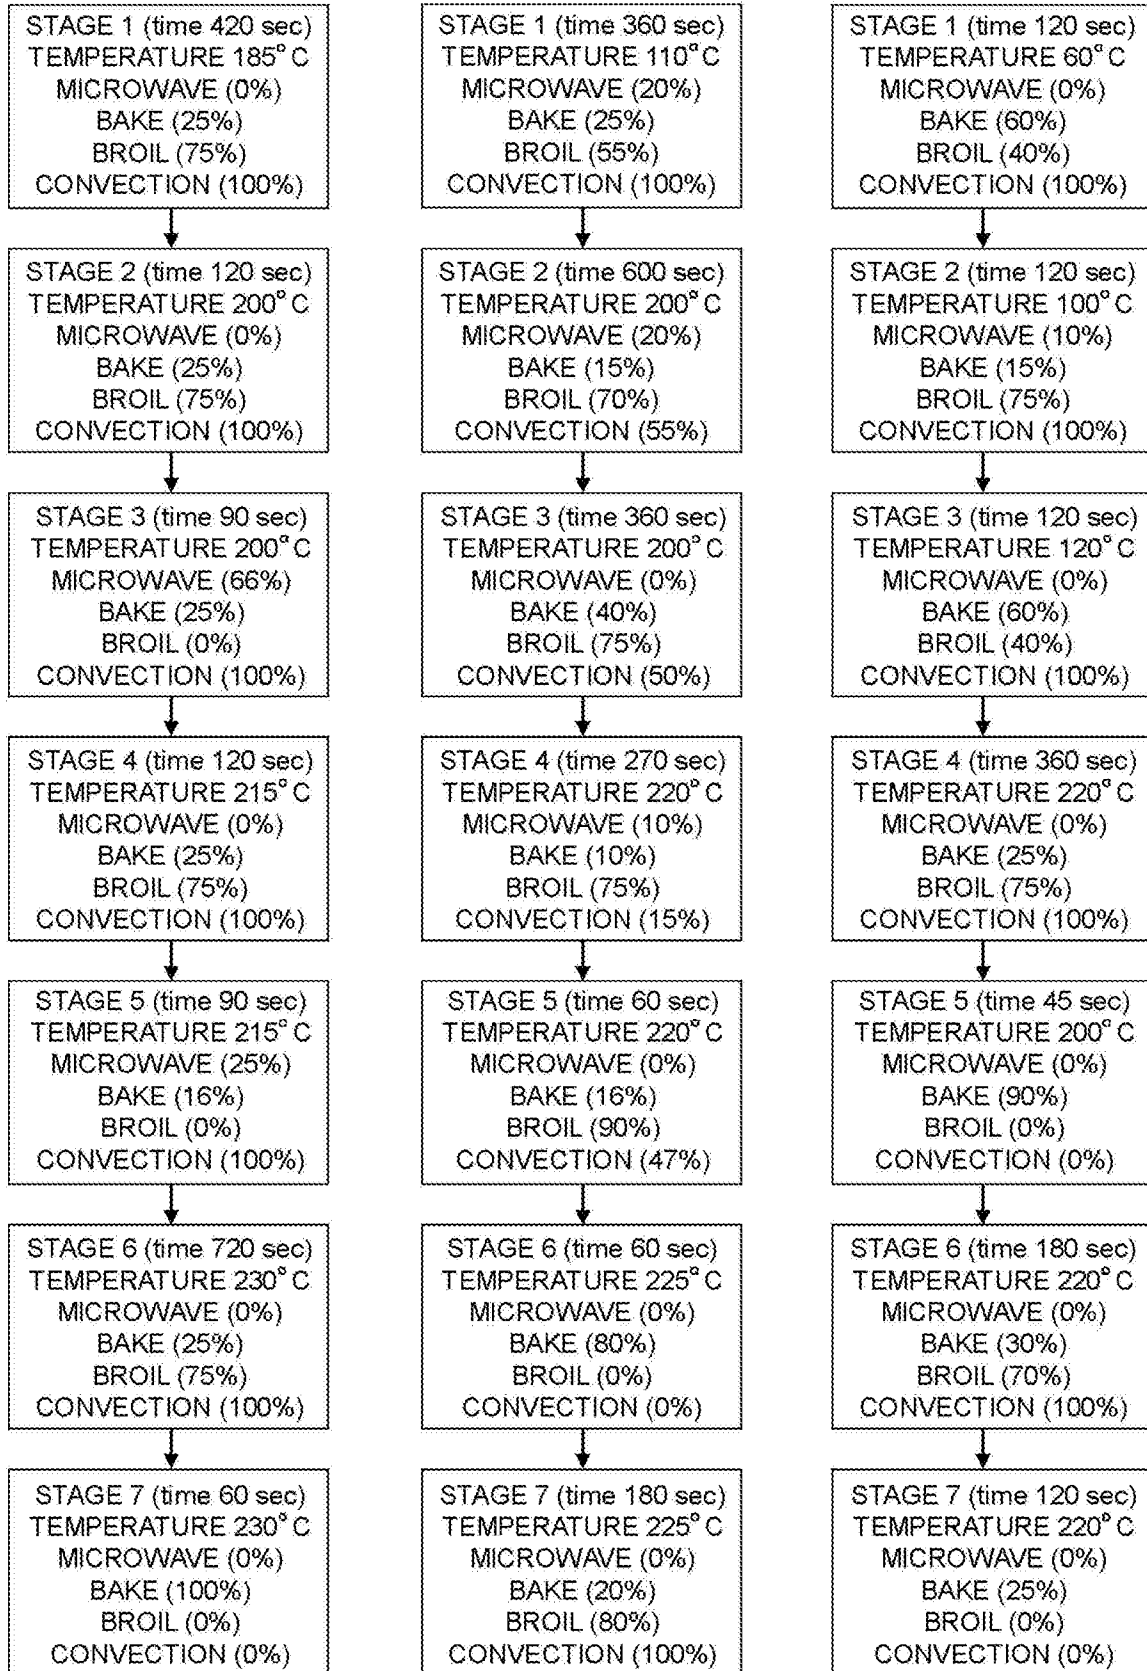 STAGE 1 (time 420 sec)
TEMPERATURE 185° C
MICROWAVE (0%)
BAKE (25%)
BROIL (75%)
CONVECTION (100%)
STAGE 2 (time 120 sec)
TEMPERATURE 200° C
MICROWAVE (0%)
BAKE (25%)
BROIL (75%)
CONVECTION (100%)
STAGE 3 (time 90 sec)
TEMPERATURE 200° C
MICROWAVE (66%)
BAKE (25%)
BROIL (0%)
CONVECTION (100%)
STAGE 4 (time 120 sec)
TEMPERATURE 215° C
MICROWAVE (0%)
BAKE (25%)
BROIL (75%)
CONVECTION (100%)
STAGE 5 (time 90 sec)
TEMPERATURE 215° C
MICROWAVE (25%)
BAKE (16%)
BROIL (0%)
CONVECTION (100%)
STAGE 6 (time 720 sec)
TEMPERATURE 230° C
MICROWAVE (0%)
BAKE (25%)
BROIL (75%)
CONVECTION (100%)
STAGE 7 (time 60 sec)
TEMPERATURE 230° C
MICROWAVE (0%)
BAKE (100%)
BROIL (0%)
CONVECTION (0%)
STAGE 1 (time 360 sec)
TEMPERATURE 110° C
MICROWAVE (20%)
BAKE (25%)
BROIL (55%)
CONVECTION (100%)
STAGE 2 (time 600 sec)
TEMPERATURE 200° C
MICROWAVE (20%)
BAKE (15%)
BROIL (70%)
CONVECTION (55%)
STAGE 3 (time 360 sec)
TEMPERATURE 200° C
MICROWAVE (0%)
BAKE (40%)
BROIL (75%)
CONVECTION (50%)
STAGE 4 (time 270 sec)
TEMPERATURE 220° C
MICROWAVE (10%)
BAKE (10%)
BROIL (75%)
CONVECTION (15%)
STAGE 5 (time 60 sec)
TEMPERATURE 220° C
MICROWAVE (0%)
BAKE (16%)
BROIL (90%)
CONVECTION (47%)
STAGE 6 (time 60 sec)
TEMPERATURE 225° C
MICROWAVE (0%)
BAKE (80%)
BROIL (0%)
CONVECTION (0%)
STAGE 7 (time 180 sec)
TEMPERATURE 225° C
MICROWAVE (0%)
BAKE (20%)
BROIL (80%)
CONVECTION (100%)
STAGE 1 (time 120 sec)
TEMPERATURE 60° C
MICROWAVE (0%)
BAKE (60%)
BROIL (40%)
CONVECTION (100%)
STAGE 2 (time 120 sec)
TEMPERATURE 100° C
MICROWAVE (10%)
BAKE (15%)
BROIL (75%)
CONVECTION (100%)
STAGE 3 (time 120 sec)
TEMPERATURE 120° C
MICROWAVE (0%)
BAKE (60%)
BROIL (40%)
CONVECTION (100%)
STAGE 4 (time 360 sec)
TEMPERATURE 220° C
MICROWAVE (0%)
BAKE (25%)
BROIL (75%)
CONVECTION (100%)
STAGE 5 (time 45 sec)
TEMPERATURE 200° C
MICROWAVE (0%)
BAKE (90%)
BROIL (0%)
CONVECTION (0%)
STAGE 6 (time 180 sec)
TEMPERATURE 220° C
MICROWAVE (0%)
BAKE (30%)
BROIL (70%)
CONVECTION (100%)
STAGE 7 (time 120 sec)
TEMPERATURE 220° C
MICROWAVE (0%)
BAKE (25%)
BROIL (0%)
CONVECTION (0%)